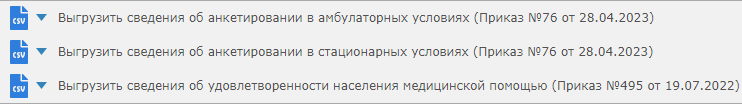 CSV Выгрузить сведения об анкетировании в амбулаторных условиях (Приказ №76 от 28.04.2023)
CSV Выгрузить сведения об анкетировании в стационарных условиях (Приказ №76 от 28.04.2023)
CSV Выгрузить сведения об удовлетворенности населения медицинской помощью (Приказ №495 от 19.07.2022)